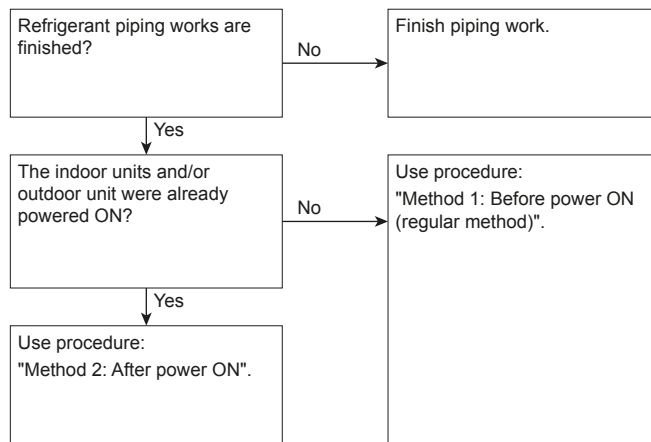 Refrigerant piping works are
finished?
No
Finish piping work.
Yes
The indoor units and/or
outdoor unit were already
powered ON?
No
Use procedure:
"Method 1: Before power ON
(regular method)".
Yes
Use procedure:
"Method 2: After power ON".